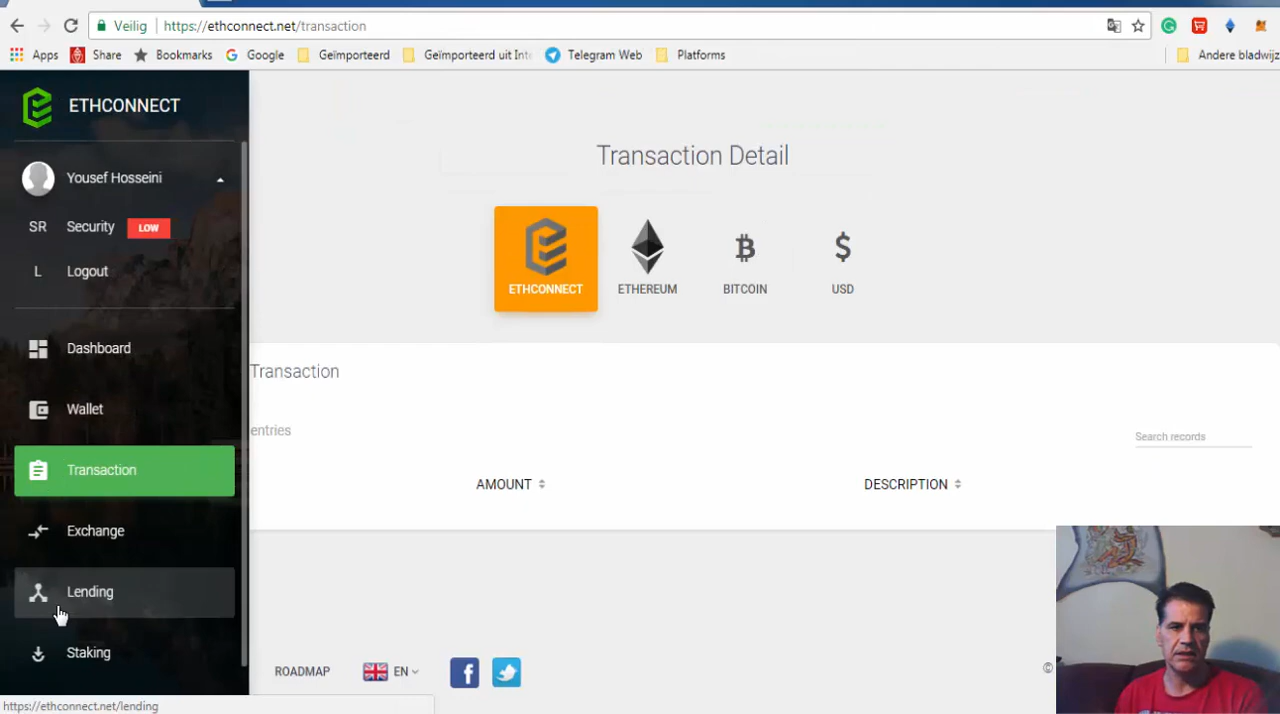 Veilig https://ethconnect.net/transaction
Apps Share Bookmarks Google Geïmporteerd Geïmporteerd uit Int Telegram Web Platforms Andere bladwijz
ETHCONNECT
Yousef Hosseini
SR Security LOW
L Logout
Dashboard
Wallet
Transaction
Exchange
Lending
Staking
https://ethconnect.net/lending
Transaction Detail
ETHCONNECT ETHEREUM BITCOIN USD
Transaction
entries Search records
AMOUNT DESCRIPTION
ROADMAP EN
©